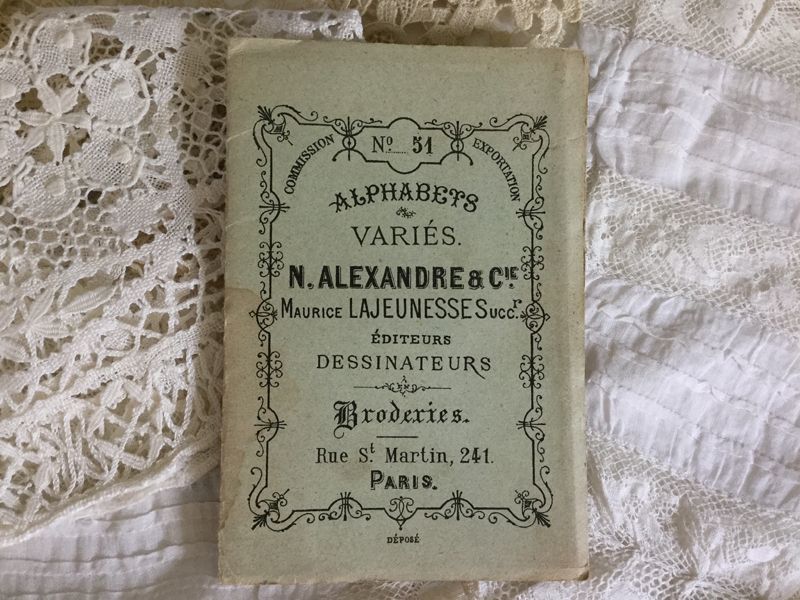 COMMISSION
Nº 51
EXPORTATION
ALPHABETS
VARIÉS.
N. ALEXANDRE & CIE
MAURICE LAJEUNESSE SUCC.r
ÉDITEURS
DESSINATEURS
Broderies.
Rue St. Martin, 241.
PARIS.
DÉPOSÉ